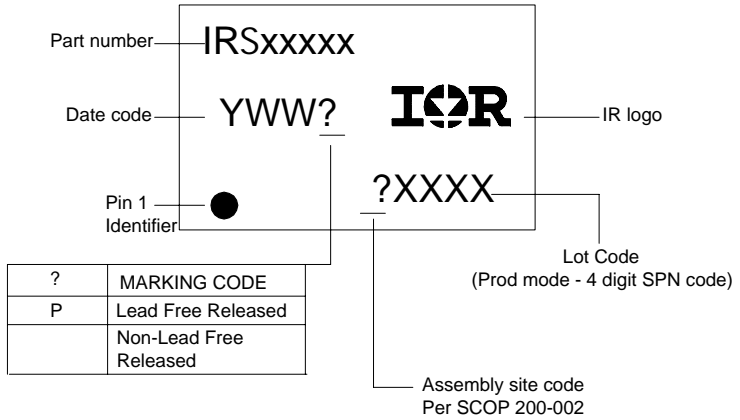 Part number
IRSxxxxx
Date code
YWW?
IOR
IR logo
Pin 1
Identifier
?XXXX
Lot Code
(Prod mode - 4 digit SPN code)
? MARKING CODE
P Lead Free Released
Non-Lead Free
Released
Assembly site code
Per SCOP 200-002